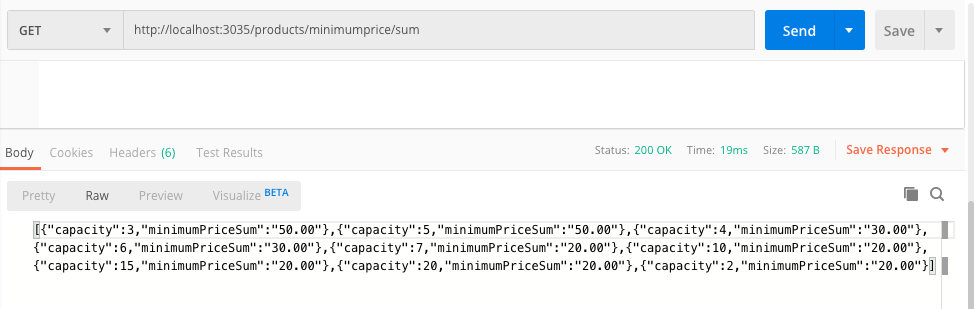 GET http://localhost:3035/products/minimumprice/sum Send Save
Body Cookies Headers (6) Test Results Status: 200 OK Time: 19ms Size: 587 B Save Response
Pretty Raw Preview Visualize BETA
[{"capacity":3,"minimumPriceSum":"50.00"},{"capacity":5,"minimumPriceSum":"50.00"},{"capacity":4,"minimumPriceSum":"30.00"},
{"capacity":6,"minimumPriceSum":"30.00"},{"capacity":7,"minimumPriceSum":"20.00"},{"capacity":10,"minimumPriceSum":"20.00"},
{"capacity":15,"minimumPriceSum":"20.00"},{"capacity":20,"minimumPriceSum":"20.00"},{"capacity":2,"minimumPriceSum":"20.00"}]